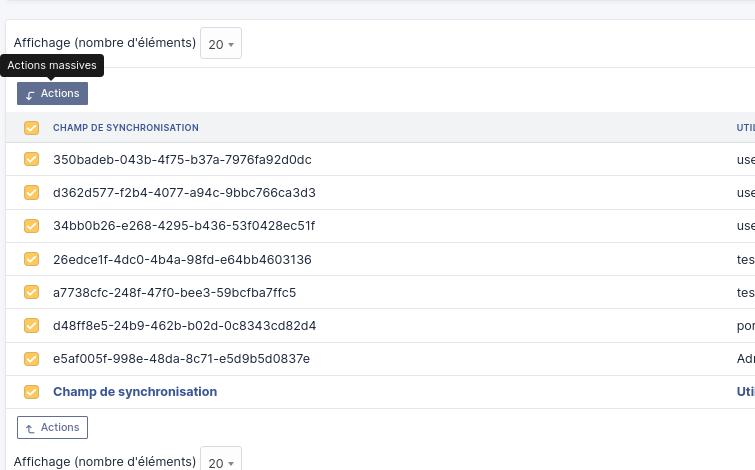 Affichage (nombre d'éléments) 20
Actions massives
Actions
CHAMP DE SYNCHRONISATION UTIL
350badeb-043b-4f75-b37a-7976fa92d0dc use
d362d577-f2b4-4077-a94c-9bbc766ca3d3 use
34bb0b26-e268-4295-b436-53f0428ec51f use
26edce1f-4dc0-4b4a-98fd-e64bb4603136 tes
a7738cfc-248f-47f0-bee3-59bcfba7ffc5 tes
d48ff8e5-24b9-462b-b02d-0c8343cd82d4 por
e5af005f-998e-48da-8c71-e5d9b5d0837e Adı
Champ de synchronisation Uti
Actions
Affichage (nombre d'éléments) 20